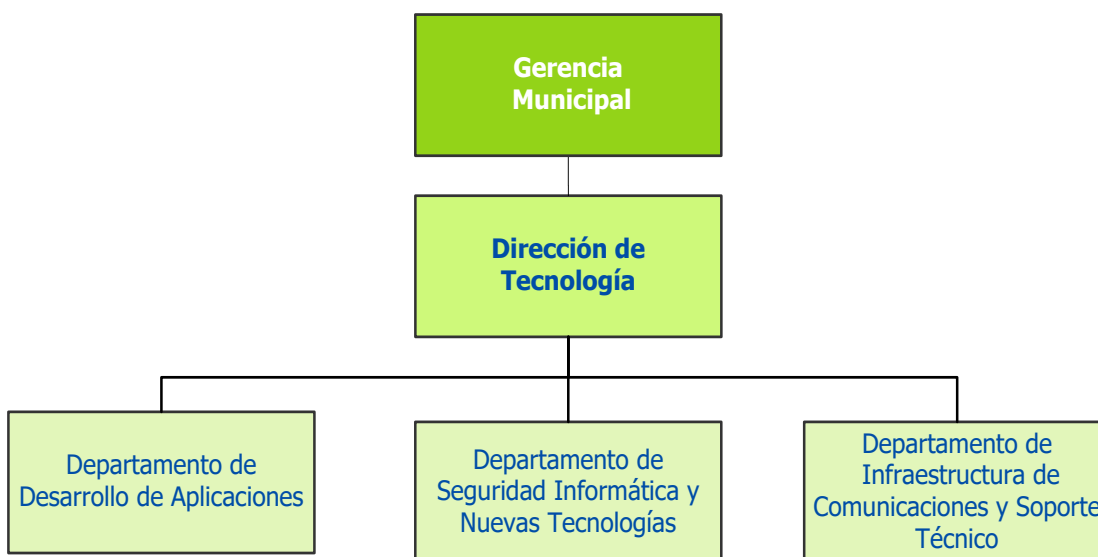 Gerencia
Municipal
Dirección de
Tecnología
Departamento de
Desarrollo de Aplicaciones
Departamento de
Seguridad Informática y
Nuevas Tecnologías
Departamento de
Infraestructura de
Comunicaciones y Soporte
Técnico